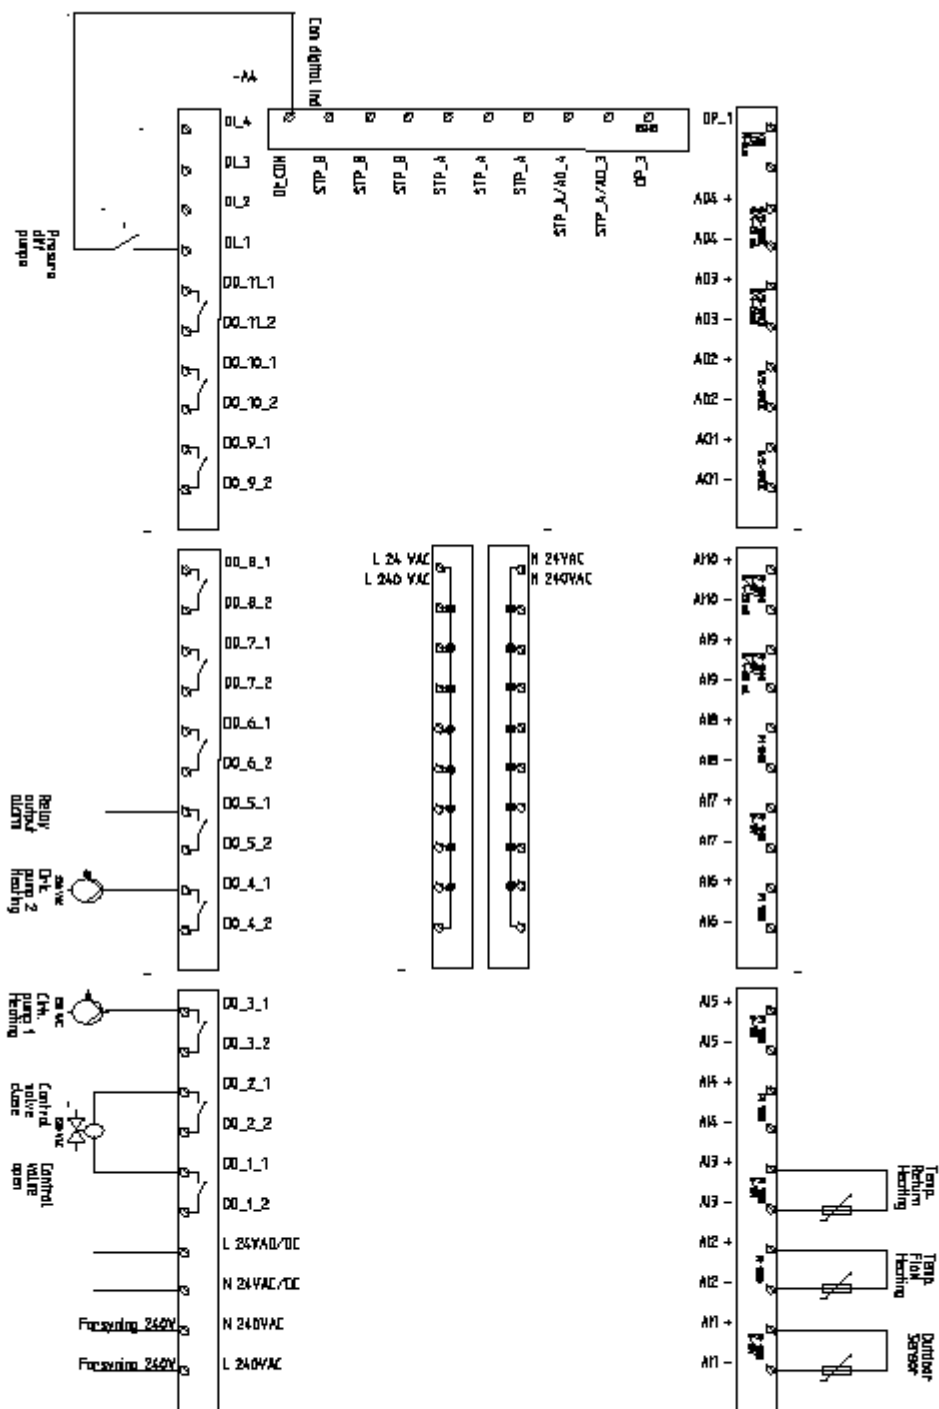 Com digital ind
-A4
DI_4
DI_3
DI_2
DI_1
DO_11_1
DO_11_2
DO_10_1
DO_10_2
DO_9_1
DO_9_2
DI_COM
STP_B
STP_B
STP_B
STP_A
STP_A
STP_A
STP_A/AO_4
STP_A/AO_3
OP_3
OP_1
AO4 +
AO4 -
AO3 +
AO3 -
AO2 +
AO2 -
AO1 +
AO1 -
Pressure
diff
pumpe
DO_8_1
DO_8_2
DO_7_1
DO_7_2
DO_6_1
DO_6_2
DO_5_1
DO_5_2
DO_4_1
DO_4_2
L 24 VAC
L 240 VAC
N 24VAC
N 240VAC
AI10 +
AI10 -
AI9 +
AI9 -
AI8 +
AI8 -
AI7 +
AI7 -
AI6 +
AI6 -
Relay
output
alarm
Cirk.
pump 2
Heating
Cirk.
pump 1
Heating
DO_3_1
DO_3_2
DO_2_1
DO_2_2
DO_1_1
DO_1_2
L 24VAC/DC
N 24VAC/DC
N 240VAC
L 240VAC
Control
valve
close
Control
valve
open
Forsyning 240V
Forsyning 240V
AI5 +
AI5 -
AI4 +
AI4 -
AI3 +
AI3 -
AI2 +
AI2 -
AI1 +
AI1 -
Temp.
Return
Heating
Temp.
Flow
Heating
Outdoor
Sensor